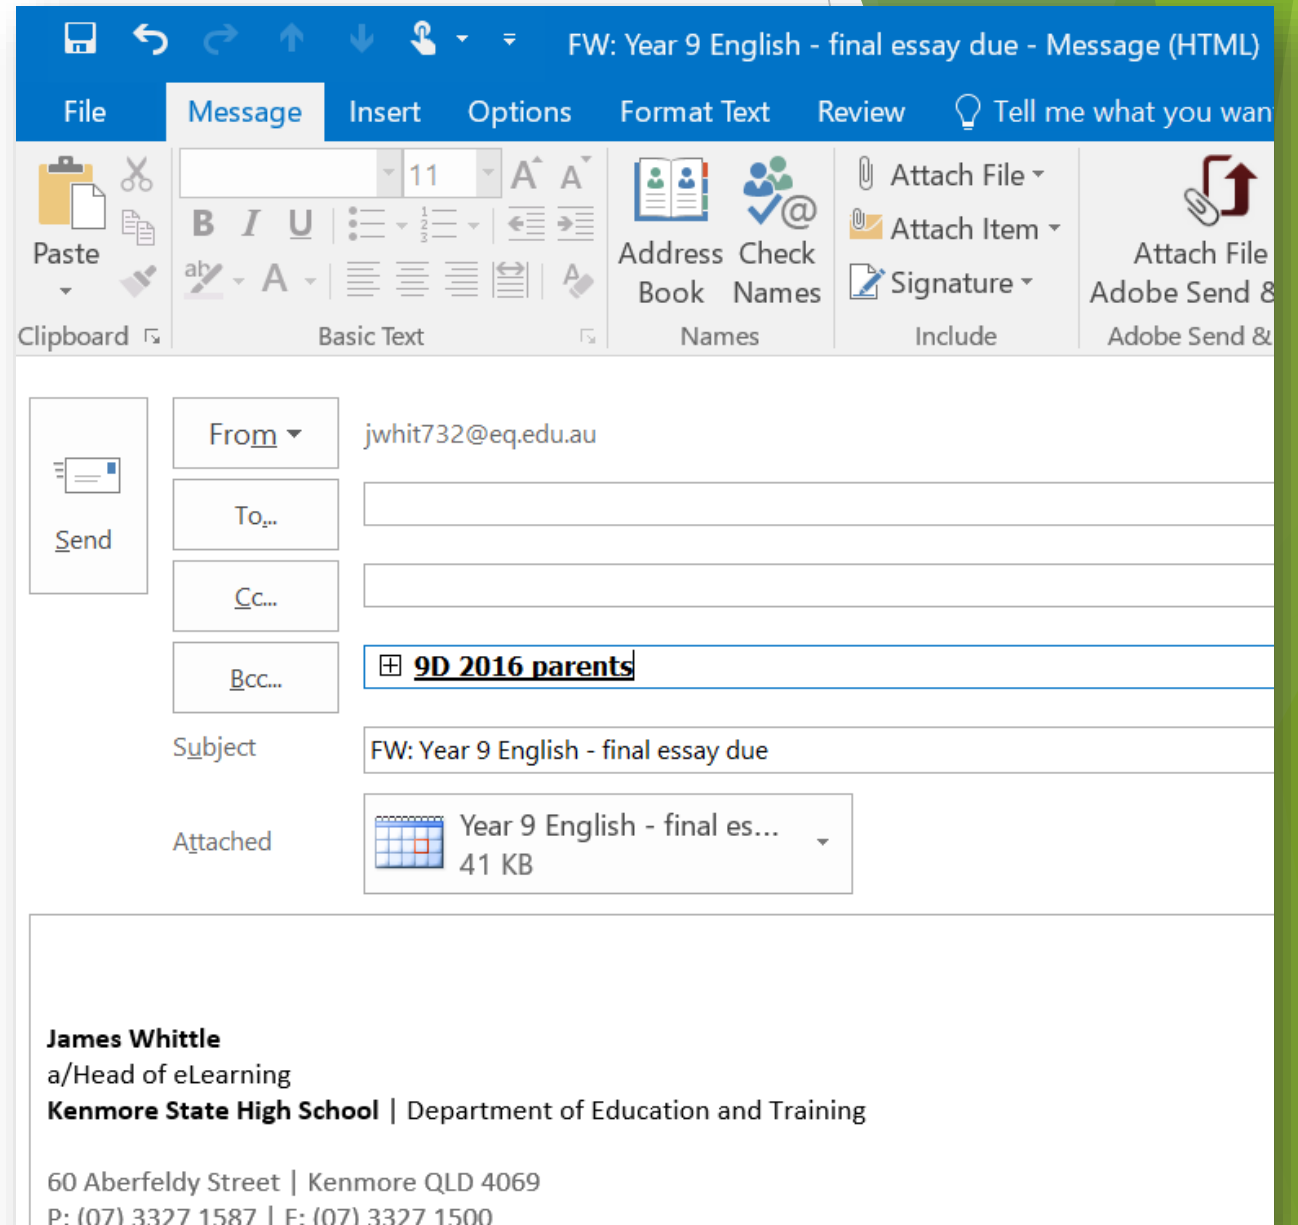 FW: Year 9 English - final essay due - Message (HTML)
File Message Insert Options Format Text Review Tell me what you wan
11
Attach File
B I U
Attach Item
Paste
Address Check
Attach File
aby A
Book Names
Signature
Adobe Send &
Clipboard Basic Text Names Include Adobe Send &
From jwhit732@eq.edu.au
To...
Send
Cc...
Bcc... 9D 2016 parents
Subject FW: Year 9 English - final essay due
Year 9 English - final es...
Attached
41 KB
James Whittle
a/Head of eLearning
Kenmore State High School | Department of Education and Training
60 Aberfeldy Street | Kenmore QLD 4069
P: (07) 3327 1587 | F: (07) 3327 1500